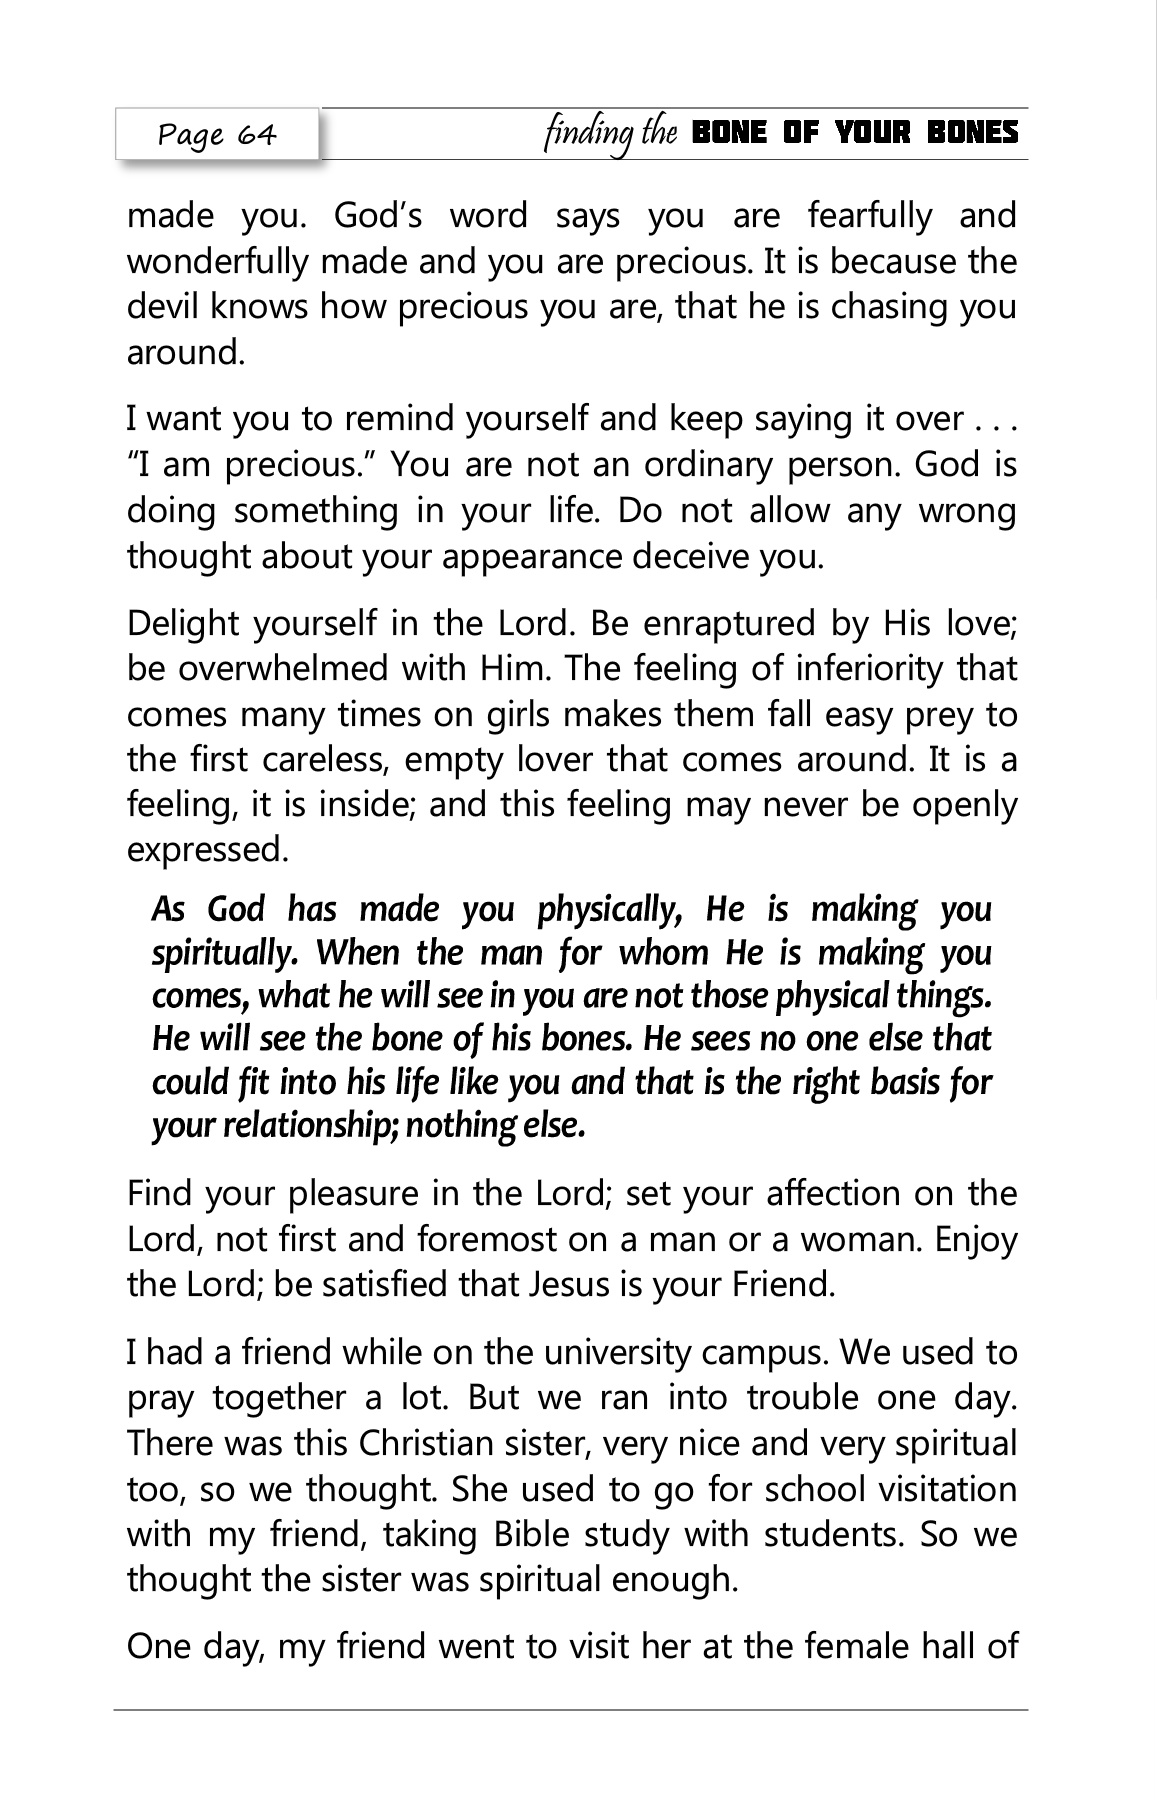 Page 64
finding the BONE OF YOUR BONES
made you. God’s word says you are fearfully and
wonderfully made and you are precious. It is because the
devil knows how precious you are, that he is chasing you
around.
I want you to remind yourself and keep saying it over . . .
“I am precious.” You are not an ordinary person. God is
doing something in your life. Do not allow any wrong
thought about your appearance deceive you.
Delight yourself in the Lord. Be enraptured by His love;
be overwhelmed with Him. The feeling of inferiority that
comes many times on girls makes them fall easy prey to
the first careless, empty lover that comes around. It is a
feeling, it is inside; and this feeling may never be openly
expressed.
As God has made you physically, He is making you
spiritually. When the man for whom He is making you
comes, what he will see in you are not those physical things.
He will see the bone of his bones. He sees no one else that
could fit into his life like you and that is the right basis for
your relationship; nothing else.
Find your pleasure in the Lord; set your affection on the
Lord, not first and foremost on a man or a woman. Enjoy
the Lord; be satisfied that Jesus is your Friend.
I had a friend while on the university campus. We used to
pray together a lot. But we ran into trouble one day.
There was this Christian sister, very nice and very spiritual
too, so we thought. She used to go for school visitation
with my friend, taking Bible study with students. So we
thought the sister was spiritual enough.
One day, my friend went to visit her at the female hall of